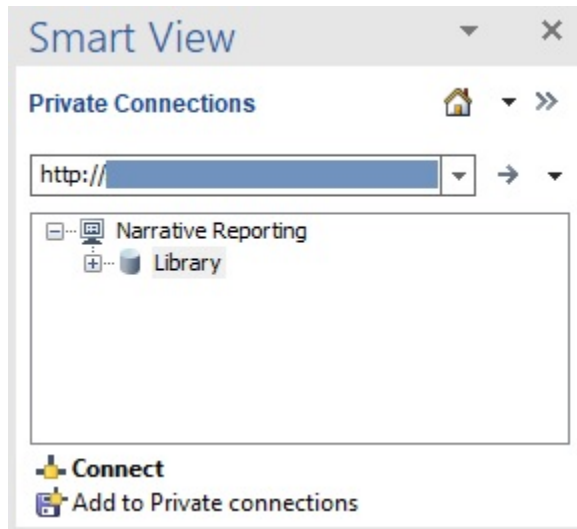 Smart View
Private Connections
http://
Narrative Reporting
Library
Connect
Add to Private connections